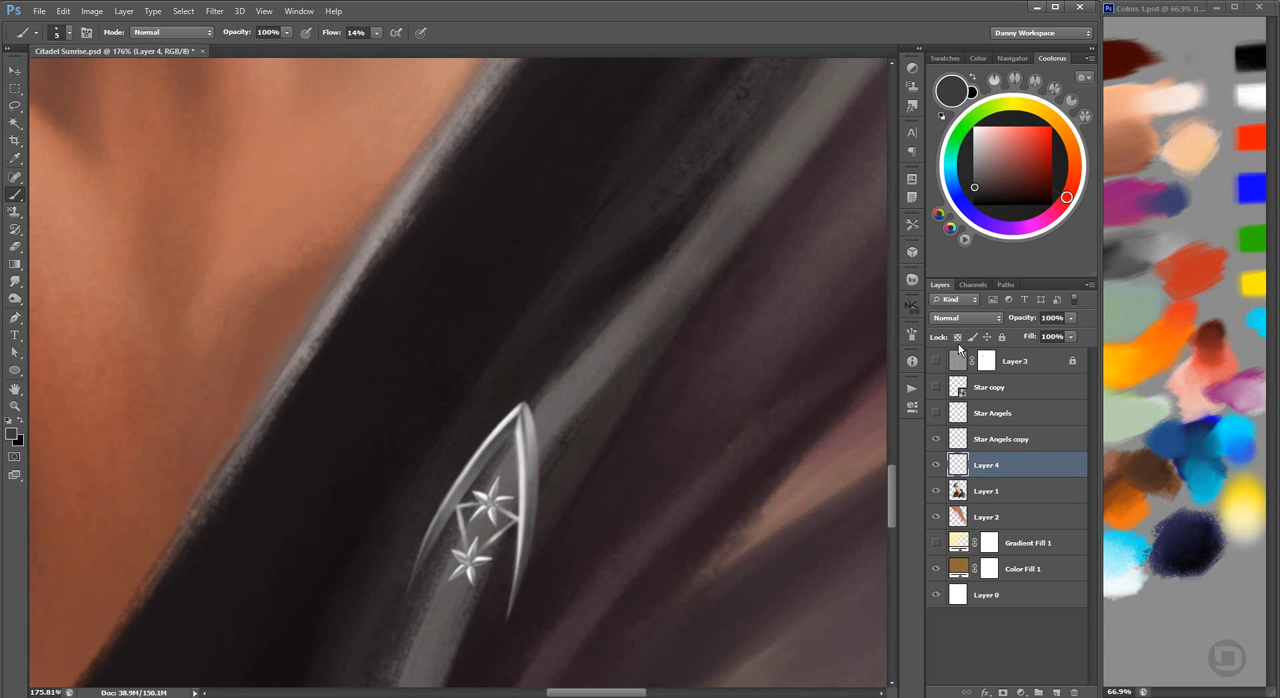 Ps File Edit Image Layer Type Select Filter 3D View Window Help
Ps Colors 1.psd @ 66.9% (L
5 Mode: Normal Opacity: 100% Flow: 14% Danny Workspace
Citadel Sunrise.psd @ 176% (Layer 4, RGB/8) * ×
Swatches Color Navigator Coolorus
Layers Channels Paths
Kind
Normal Opacity: 100%
Lock: Fill: 100%
Layer 3
Star copy
Star Angels
Star Angels copy
Layer 4
Layer 1
Layer 2
Gradient Fill 1
Color Fill 1
Layer 0
175.81% Doc: 38.9M/150.1M
fx
66.9%